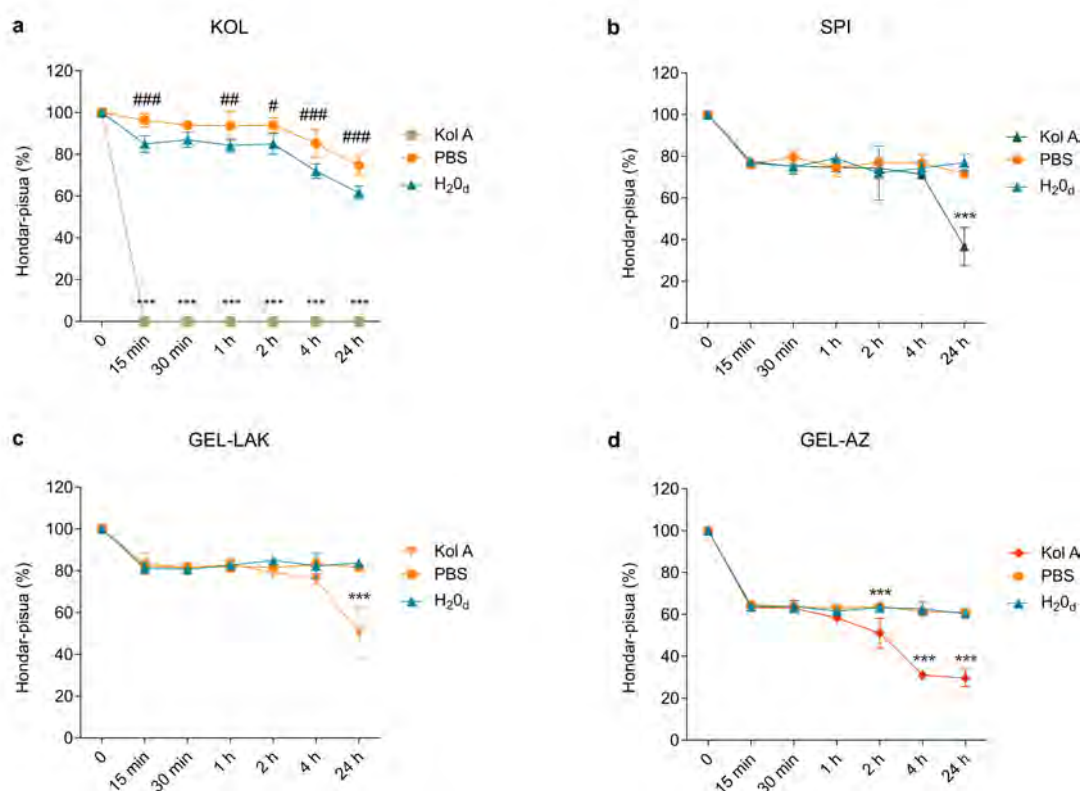 a
KOL
Hondar-pisua (%)
120
100
80
60
40
20
0
###
##
#
###
###
***
***
***
***
***
***
0
15 min
30 min
1 h
2 h
4 h
24 h
Kol A
PBS
H₂0d
b
SPI
Hondar-pisua (%)
120
100
80
60
40
20
0
***
0
15 min
30 min
1 h
2 h
4 h
24 h
Kol A
PBS
H₂0d
c
GEL-LAK
Hondar-pisua (%)
120
100
80
60
40
20
0
***
0
15 min
30 min
1 h
2 h
4 h
24 h
Kol A
PBS
H₂0d
d
GEL-AZ
Hondar-pisua (%)
120
100
80
60
40
20
0
***
***
***
0
15 min
30 min
1 h
2 h
4 h
24 h
Kol A
PBS
H₂0d